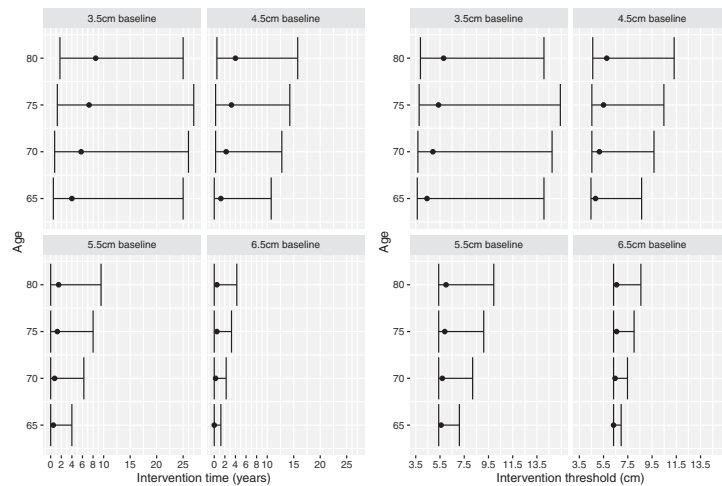 3.5cm baseline 4.5cm baseline
80
75
70
65
5.5cm baseline 6.5cm baseline
80
75
70
65
0 2 4 6 8 10 15 20 25 0 2 4 6 8 10 15 20 25
Intervention time (years)
Age
3.5cm baseline 4.5cm baseline
80
75
70
65
5.5cm baseline 6.5cm baseline
80
75
70
65
3.5 5.5 7.5 9.5 11.5 13.5 3.5 5.5 7.5 9.5 11.5 13.5
Intervention threshold (cm)
Age